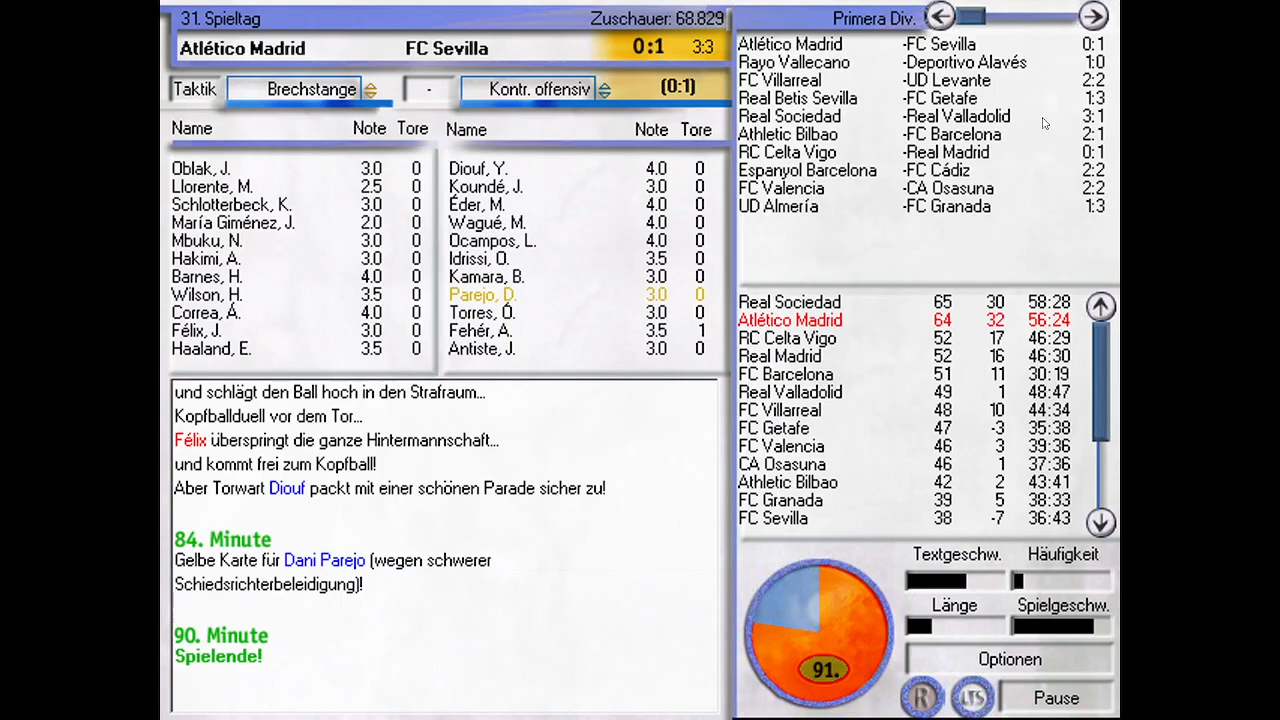 31. Spieltag Zuschauer: 68.829
Atlético Madrid FC Sevilla 0:1 3:3
Taktik Brechstange - Kontr. offensiv (0:1)
Name Note Tore Name Note Tore
Oblak, J. 3.0 0 Diouf, Y. 4.0 0
Llorente, M. 2.5 0 Koundé, J. 3.0 0
Schlotterbeck, K. 3.0 0 Éder, M. 4.0 0
María Giménez, J. 2.0 0 Wagué, M. 4.0 0
Mbuku, N. 3.0 0 Ocampos, L. 4.0 0
Hakimi, A. 3.0 0 Idrissi, O. 3.5 0
Barnes, H. 4.0 0 Kamara, B. 3.0 0
Wilson, H. 3.5 0 Parejo, D. 3.0 0
Correa, Á. 4.0 0 Torres, Ó. 3.0 0
Félix, J. 3.0 0 Fehér, A. 3.5 1
Haaland, E. 3.5 0 Antiste, J. 3.0 0
und schlägt den Ball hoch in den Strafraum...
Kopfballduell vor dem Tor...
Félix überspringt die ganze Hintermannschaft...
und kommt frei zum Kopfball!
Aber Torwart Diouf packt mit einer schönen Parade sicher zu!
84. Minute
Gelbe Karte für Dani Parejo (wegen schwerer
Schiedsrichterbeleidigung)!
90. Minute
Spielende!
Primera Div.
Atlético Madrid -FC Sevilla 0:1
Rayo Vallecano -Deportivo Alavés 1:0
FC Villarreal -UD Levante 2:2
Real Betis Sevilla -FC Getafe 1:3
Real Sociedad -Real Valladolid 3:1
Athletic Bilbao -FC Barcelona 2:1
RC Celta Vigo -Real Madrid 0:1
Espanyol Barcelona -FC Cádiz 2:2
FC Valencia -CA Osasuna 2:2
UD Almería -FC Granada 1:3
Real Sociedad 65 30 58:28
Atlético Madrid 64 32 56:24
RC Celta Vigo 52 17 46:29
Real Madrid 52 16 46:30
FC Barcelona 51 11 30:19
Real Valladolid 49 1 48:47
FC Villarreal 48 10 44:34
FC Getafe 47 -3 35:38
FC Valencia 46 3 39:36
CA Osasuna 46 1 37:36
Athletic Bilbao 42 2 43:41
FC Granada 39 5 38:33
FC Sevilla 38 -7 36:43
Textgeschw. Häufigkeit
Länge Spielgeschw.
Optionen
91.
R LTS Pause